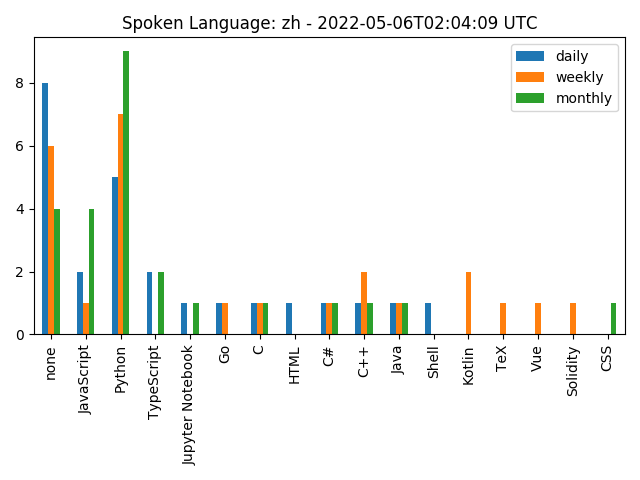 Spoken Language: zh - 2022-05-06T02:04:09 UTC
daily
weekly
monthly
8
6
4
2
0
none
JavaScript
Python
TypeScript
Jupyter Notebook
Go
C
HTML
C#
C++
Java
Shell
Kotlin
TeX
Vue
Solidity
CSS